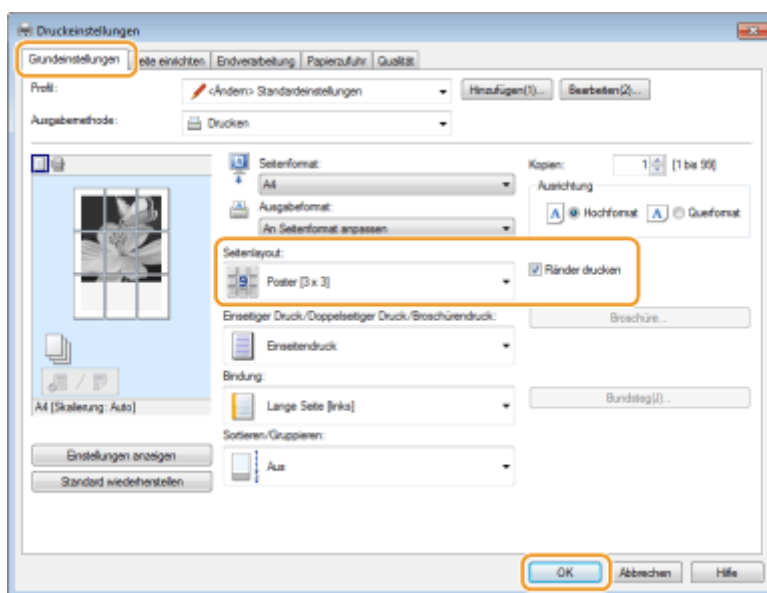 Druckeinstellungen
Grundeinstellungen eite einrichten Endverarbeitung Papierzufuhr Qualität
Profil: <Ändern> Standardeinstellungen Hinzufügen(1)... Bearbeiten(2)...
Ausgabemethode: Drucken
Seitenformat: Kopien: 1 [1 bis 99]
A4 Ausrichtung
Ausgabeformat: A Hochformat A Querformat
An Seitenformat anpassen
Seitenlayout:
9 Poster [3 x 3] Ränder drucken
Einseitiger Druck/Doppelseitiger Druck/Broschürendruck: Broschüre...
Einseitendruck
Bindung:
A4 [Skalierung: Auto] Lange Seite [links] Bundsteg(J)...
Sortieren/Gruppieren:
Einstellungen anzeigen Aus
Standard wiederherstellen
OK Abbrechen Hilfe